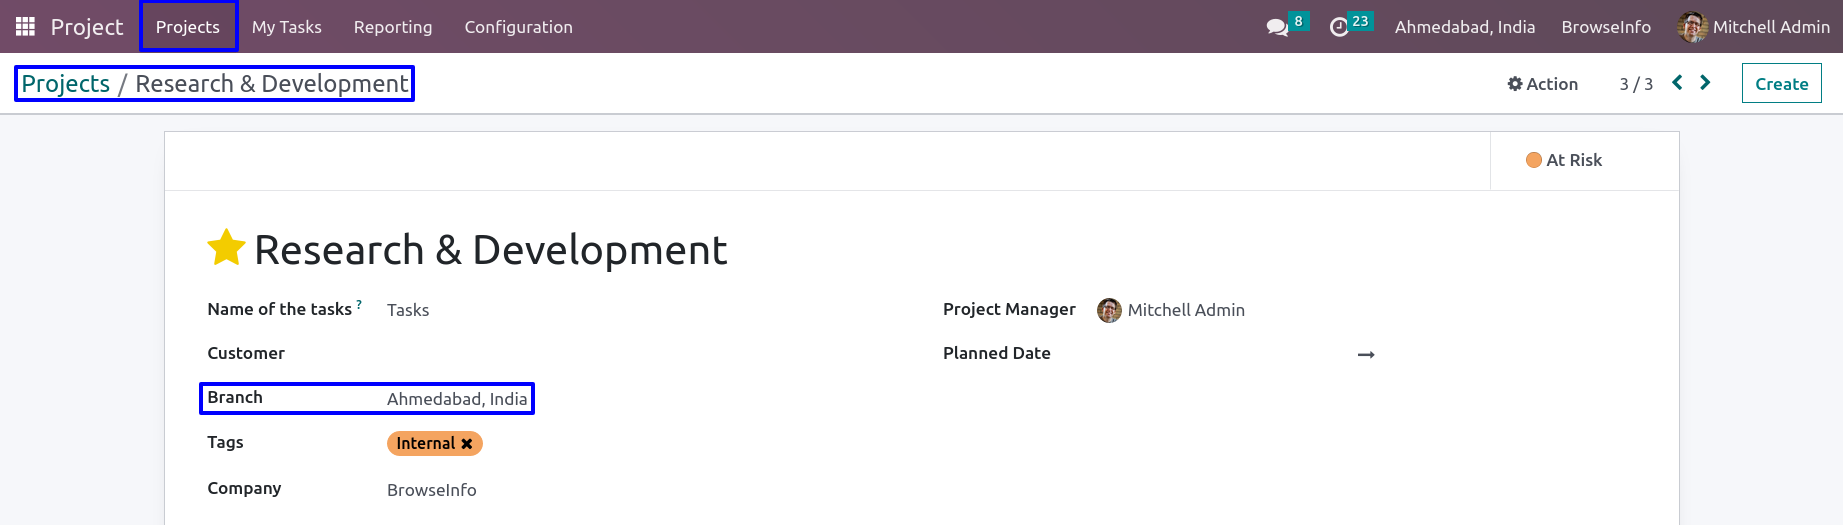 Project Projects My Tasks Reporting Configuration 8 23 Ahmedabad, India BrowseInfo Mitchell Admin
Projects / Research & Development Action 3 / 3 Create
At Risk
Research & Development
Name of the tasks ? Tasks Project Manager Mitchell Admin
Customer Planned Date
Branch Ahmedabad, India
Tags Internal
Company BrowseInfo